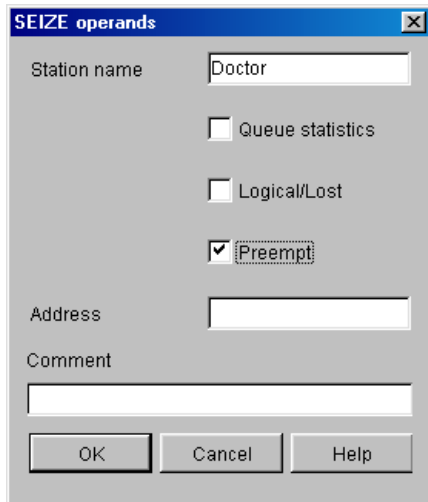 SEIZE operands
Station name
Doctor
Queue statistics
Logical/Lost
Preempt
Address
Comment
OK
Cancel
Help